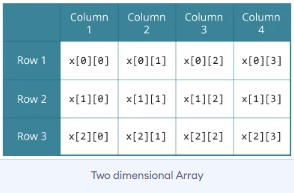 Column 1 Column 2 Column 3 Column 4
Row 1 x[0][0] x[0][1] x[0][2] x[0][3]
Row 2 x[1][0] x[1][1] x[1][2] x[1][3]
Row 3 x[2][0] x[2][1] x[2][2] x[2][3]
Two dimensional Array